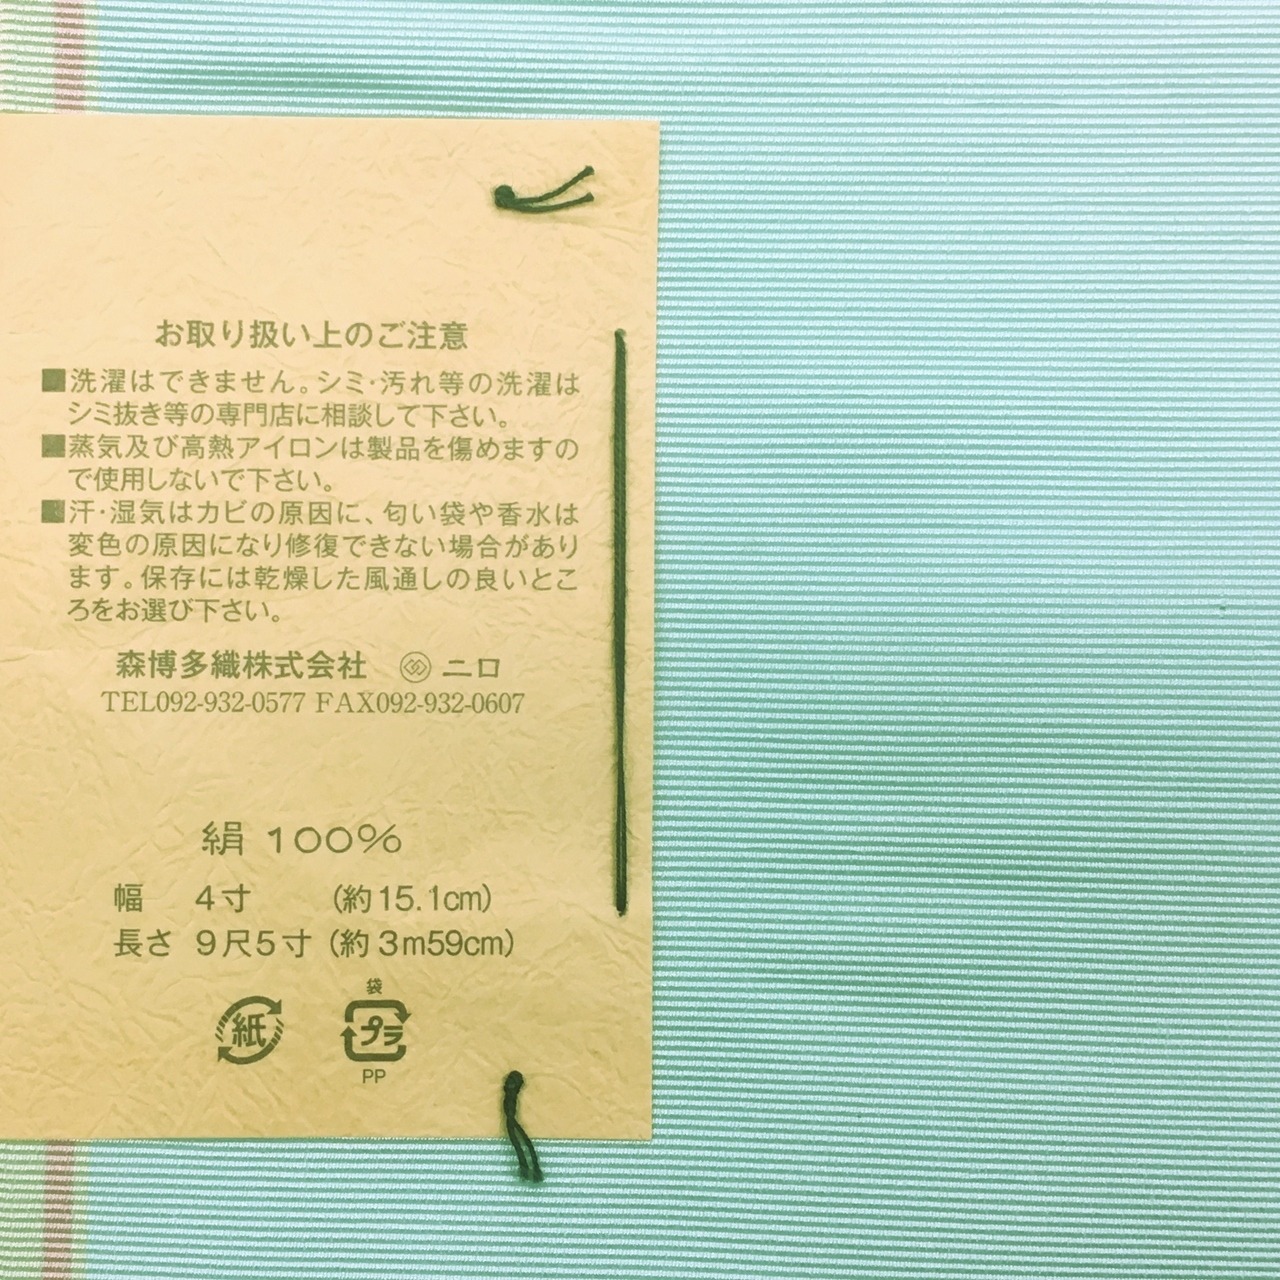 お取り扱い上のご注意
■洗濯はできません。シミ・汚れ等の洗濯は
シミ抜き等の専門店に相談して下さい。
■蒸気及び高熱アイロンは製品を傷めますの
で使用しないで下さい。
■汗・湿気はカビの原因に、匂い袋や香水は
変色の原因になり修復できない場合があり
ます。保存には乾燥した風通しの良いとこ
ろをお選び下さい。
森博多織株式会社 ニロ
TEL092-932-0577 FAX092-932-0607
絹 100%
幅 4寸 (約15.1cm)
長さ 9尺5寸 (約3m59cm)
袋
紙 プラ
PP